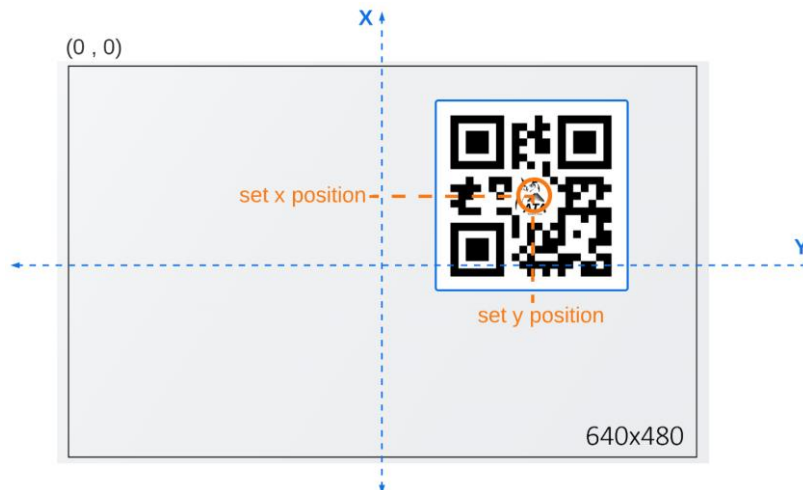 X
(0 , 0)
set x position
Y
set y position
640x480